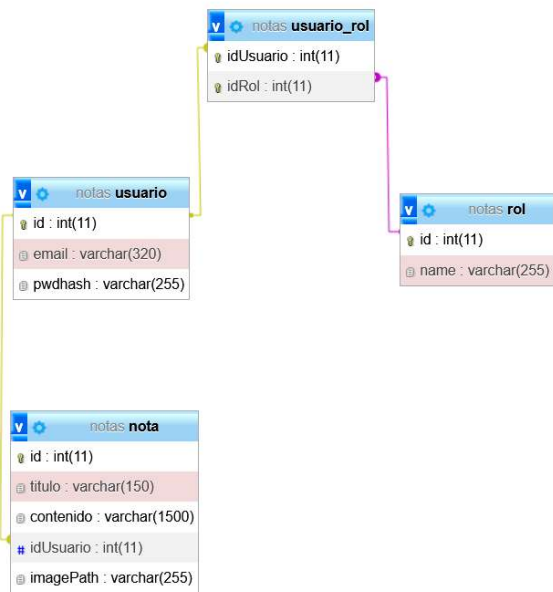 notas usuario_rol
idUsuario : int(11)
idRol : int(11)
notas usuario
id : int(11)
email : varchar(320)
pwdhash : varchar(255)
notas rol
id : int(11)
name : varchar(255)
notas nota
id : int(11)
titulo : varchar(150)
contenido : varchar(1500)
# idUsuario : int(11)
imagePath : varchar(255)